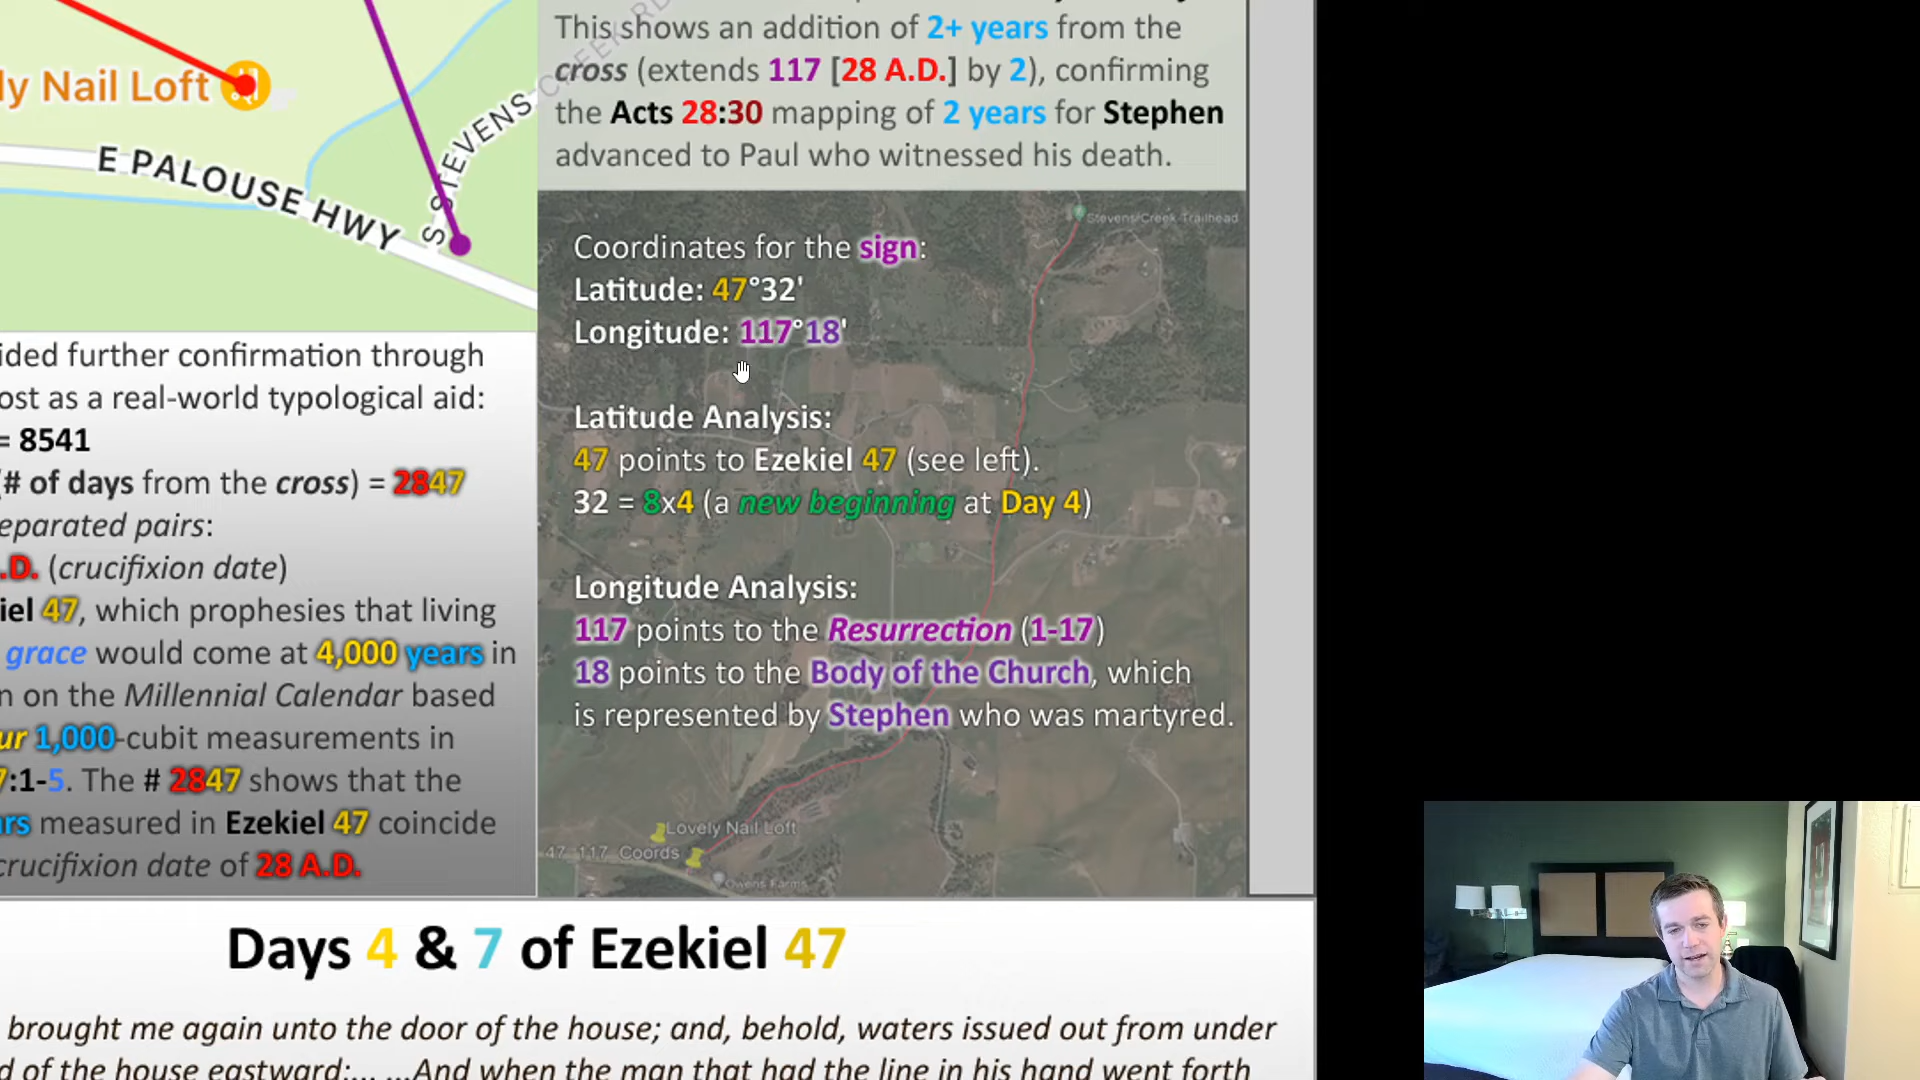 This shows an addition of 2+ years from the
cross (extends 117 [28 A.D.] by 2), confirming
the Acts 28:30 mapping of 2 years for Stephen
advanced to Paul who witnessed his death.
ly Nail Loft
E PALOUSE HWY
S STEVENS CREEK RD
Stevens Creek Trailhead
Coordinates for the sign:
Latitude: 47°32'
Longitude: 117°18'
Latitude Analysis:
47 points to Ezekiel 47 (see left).
32 = 8x4 (a new beginning at Day 4)
Longitude Analysis:
117 points to the Resurrection (1-17)
18 points to the Body of the Church, which
is represented by Stephen who was martyred.
Lovely Nail Loft
47 117 Coords
Owens Farms
ided further confirmation through
ost as a real-world typological aid:
= 8541
(# of days from the cross) = 2847
eparated pairs:
.D. (crucifixion date)
iel 47, which prophesies that living
grace would come at 4,000 years in
n on the Millennial Calendar based
ur 1,000-cubit measurements in
7:1-5. The # 2847 shows that the
ars measured in Ezekiel 47 coincide
crucifixion date of 28 A.D.
Days 4 & 7 of Ezekiel 47
brought me again unto the door of the house; and, behold, waters issued out from under
d of the house eastward:... ...And when the man that had the line in his hand went forth